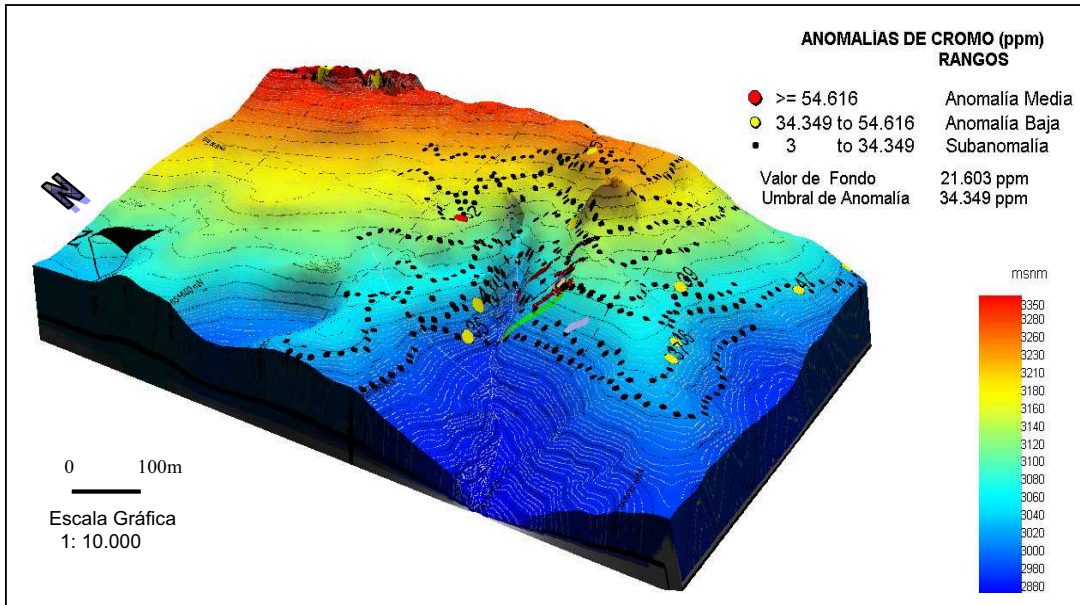 ANOMALÍAS DE CROMO (ppm)
RANGOS
>= 54.616 Anomalía Media
34.349 to 54.616 Anomalía Baja
3 to 34.349 Subanomalía
Valor de Fondo 21.603 ppm
Umbral de Anomalía 34.349 ppm
N
39
47
msnm
3350
3280
3260
3230
3210
3180
3160
3140
3120
3100
3080
3060
3040
3020
3000
2980
2880
0 100m
Escala Gráfica
1: 10.000